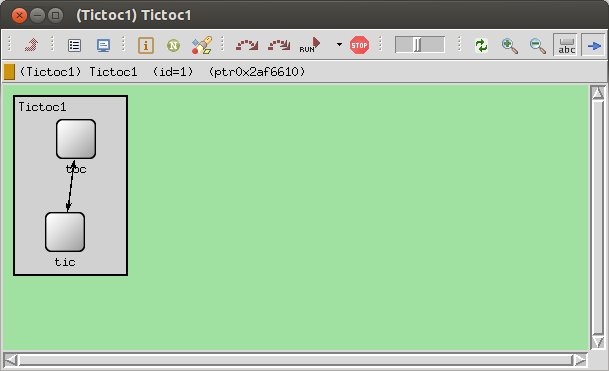 (Tictoc1) Tictoc1
RUN
STOP
abc
(Tictoc1) Tictoc1 (id=1) (ptr0x2af6610)
Tictoc1
toc
tic